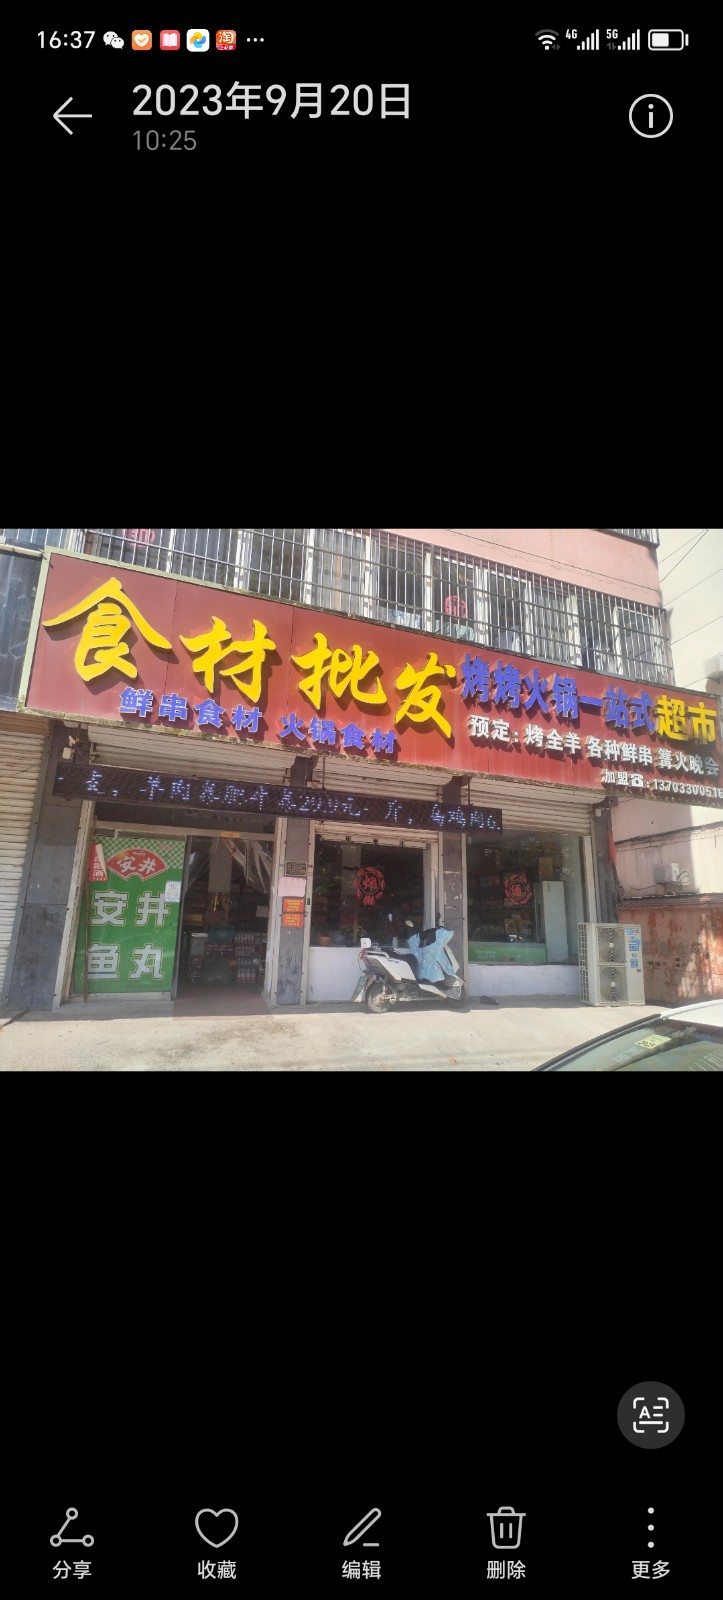 16:37
4G 5G
2023年9月20日
10:25
食材批发
烤烤火锅一站式超市
鲜串食材 火锅食材
预定:烤全羊 各种鲜串 篝火晚会
加盟☎:13703300516
安井
安井
鱼丸
分享 收藏 编辑 删除 更多